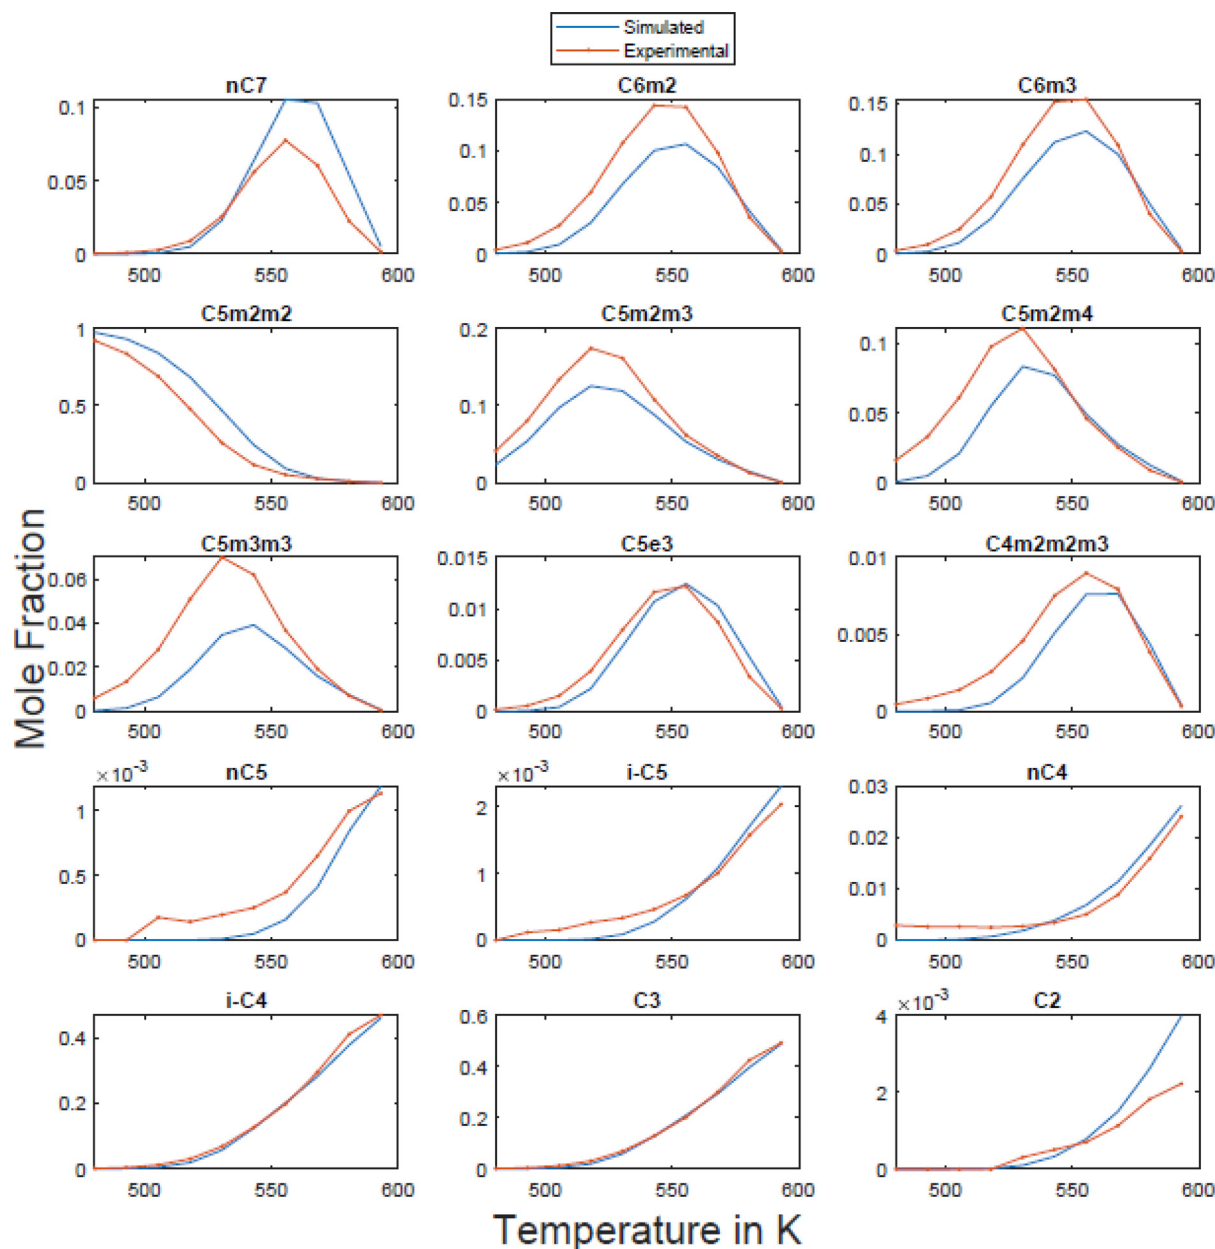 Simulated
Experimental
nC7
0.1
0.05
0
500 550 600
C6m2
0.15
0.1
0.05
0
500 550 600
C6m3
0.15
0.1
0.05
0
500 550 600
C5m2m2
1
0.5
0
500 550 600
C5m2m3
0.2
0.1
0
500 550 600
C5m2m4
0.1
0.05
0
500 550 600
Mole Fraction
C5m3m3
0.06
0.04
0.02
0
500 550 600
C5e3
0.015
0.01
0.005
0
500 550 600
C4m2m2m3
0.01
0.005
0
500 550 600
×10⁻³
nC5
1
0.5
0
500 550 600
×10⁻³
i-C5
2
1
0
500 550 600
nC4
0.03
0.02
0.01
0
500 550 600
i-C4
0.4
0.2
0
500 550 600
C3
0.6
0.4
0.2
0
500 550 600
×10⁻³
C2
4
2
0
500 550 600
Temperature in K